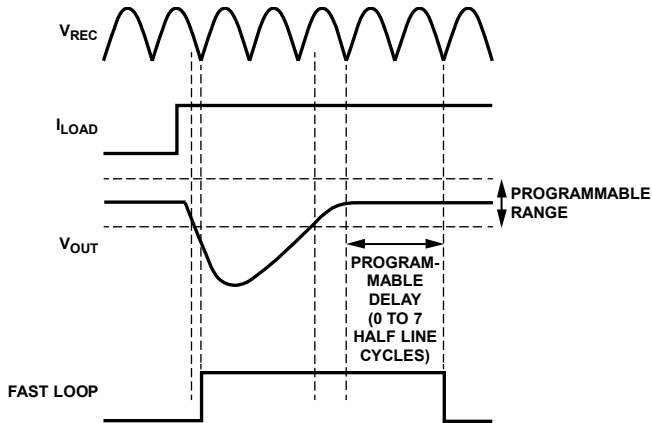 VREC
ILOAD
PROGRAMMABLE
RANGE
VOUT
PROGRAM-
MABLE
DELAY
(0 TO 7
HALF LINE
CYCLES)
FAST LOOP